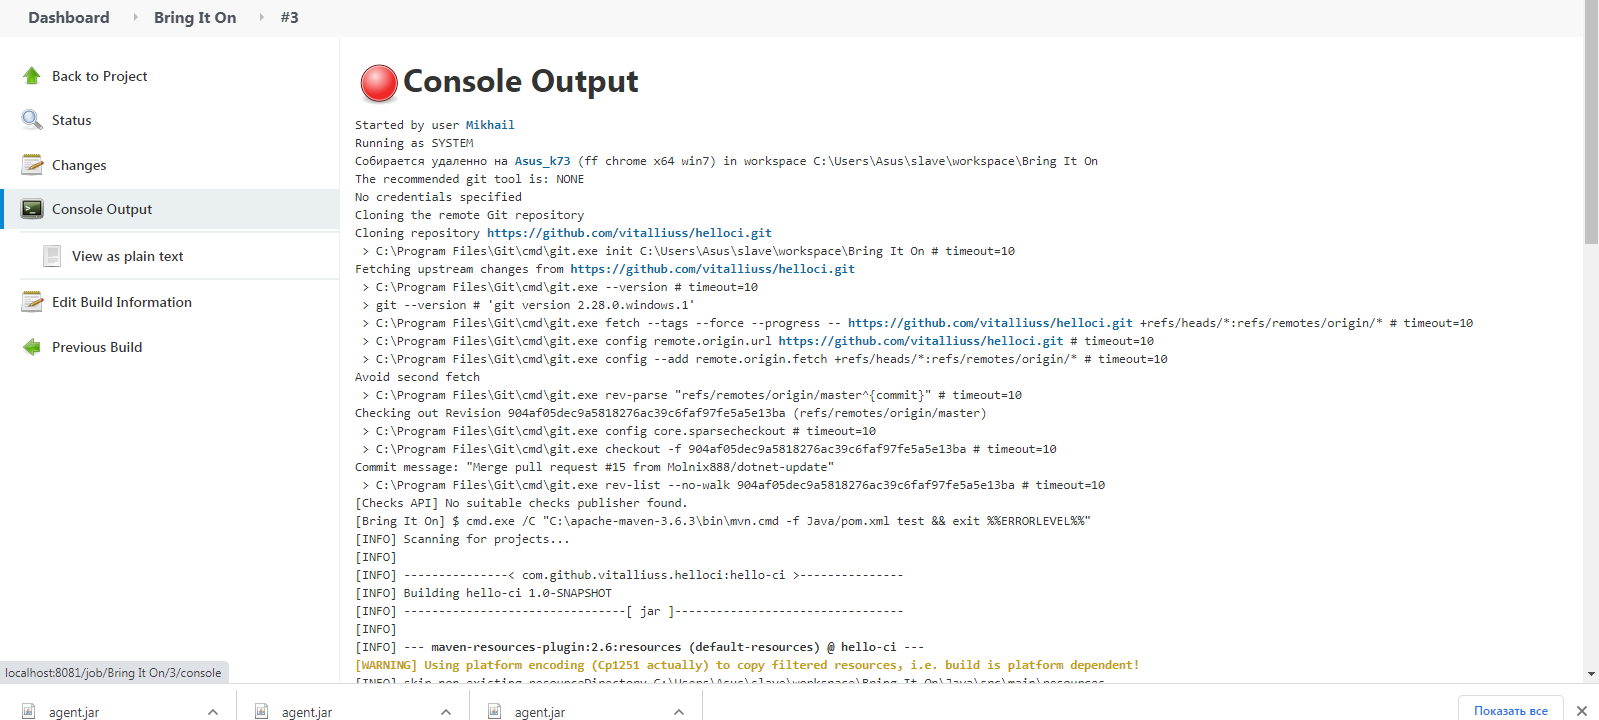 Dashboard Bring It On #3
Back to Project
Status
Changes
Console Output
View as plain text
Edit Build Information
Previous Build
Console Output
Started by user Mikhail
Running as SYSTEM
Собирается удаленно на Asus_k73 (ff chrome x64 win7) in workspace C:\Users\Asus\slave\workspace\Bring It On
The recommended git tool is: NONE
No credentials specified
Cloning the remote Git repository
Cloning repository https://github.com/vitalliuss/helloci.git
> C:\Program Files\Git\cmd\git.exe init C:\Users\Asus\slave\workspace\Bring It On # timeout=10
Fetching upstream changes from https://github.com/vitalliuss/helloci.git
> C:\Program Files\Git\cmd\git.exe --version # timeout=10
> git --version # 'git version 2.28.0.windows.1'
> C:\Program Files\Git\cmd\git.exe fetch --tags --force --progress -- https://github.com/vitalliuss/helloci.git +refs/heads/*:refs/remotes/origin/* # timeout=10
> C:\Program Files\Git\cmd\git.exe config remote.origin.url https://github.com/vitalliuss/helloci.git # timeout=10
> C:\Program Files\Git\cmd\git.exe config --add remote.origin.fetch +refs/heads/*:refs/remotes/origin/* # timeout=10
Avoid second fetch
> C:\Program Files\Git\cmd\git.exe rev-parse "refs/remotes/origin/master^{commit}" # timeout=10
Checking out Revision 904af05dec9a5818276ac39c6faf97fe5a5e13ba (refs/remotes/origin/master)
> C:\Program Files\Git\cmd\git.exe config core.sparsecheckout # timeout=10
> C:\Program Files\Git\cmd\git.exe checkout -f 904af05dec9a5818276ac39c6faf97fe5a5e13ba # timeout=10
Commit message: "Merge pull request #15 from Molnix888/dotnet-update"
> C:\Program Files\Git\cmd\git.exe rev-list --no-walk 904af05dec9a5818276ac39c6faf97fe5a5e13ba # timeout=10
[Checks API] No suitable checks publisher found.
[Bring It On] $ cmd.exe /C "C:\apache-maven-3.6.3\bin\mvn.cmd -f Java/pom.xml test && exit %%ERRORLEVEL%%"
[INFO] Scanning for projects...
[INFO]
[INFO] ---------------< com.github.vitalliuss.helloci:hello-ci >---------------
[INFO] Building hello-ci 1.0-SNAPSHOT
[INFO] --------------------------------[ jar ]---------------------------------
[INFO]
[INFO] --- maven-resources-plugin:2.6:resources (default-resources) @ hello-ci ---
[WARNING] Using platform encoding (Cp1251 actually) to copy filtered resources, i.e. build is platform dependent!
[INFO] skip non existing resourceDirectory C:\Users\Asus\slave\workspace\Bring It On\Java\src\main\resources
localhost:8081/job/Bring It On/3/console
agent.jar agent.jar agent.jar Показать все